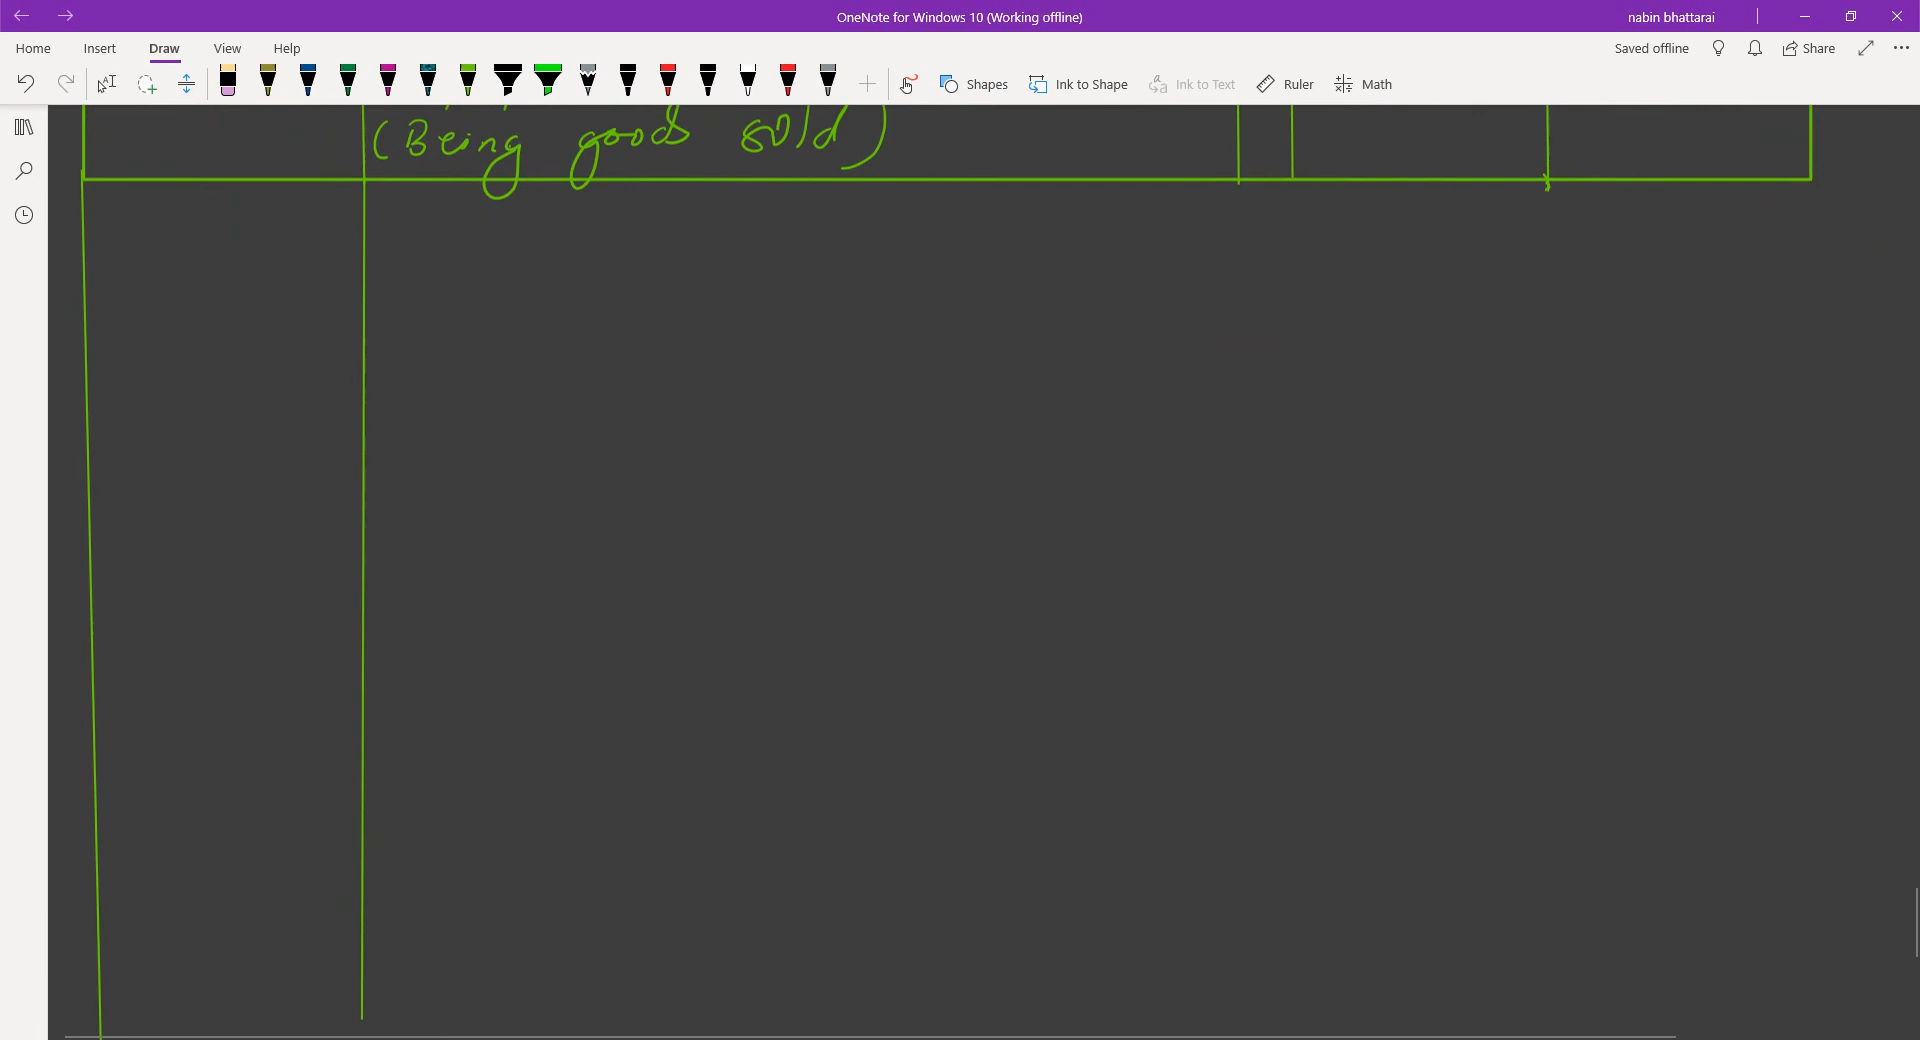 OneNote for Windows 10 (Working offline)
nabin bhattarai
Home Insert Draw View Help
Saved offline
Share
Shapes
Ink to Shape
Ink to Text
Ruler
Math
(Being goods sold)